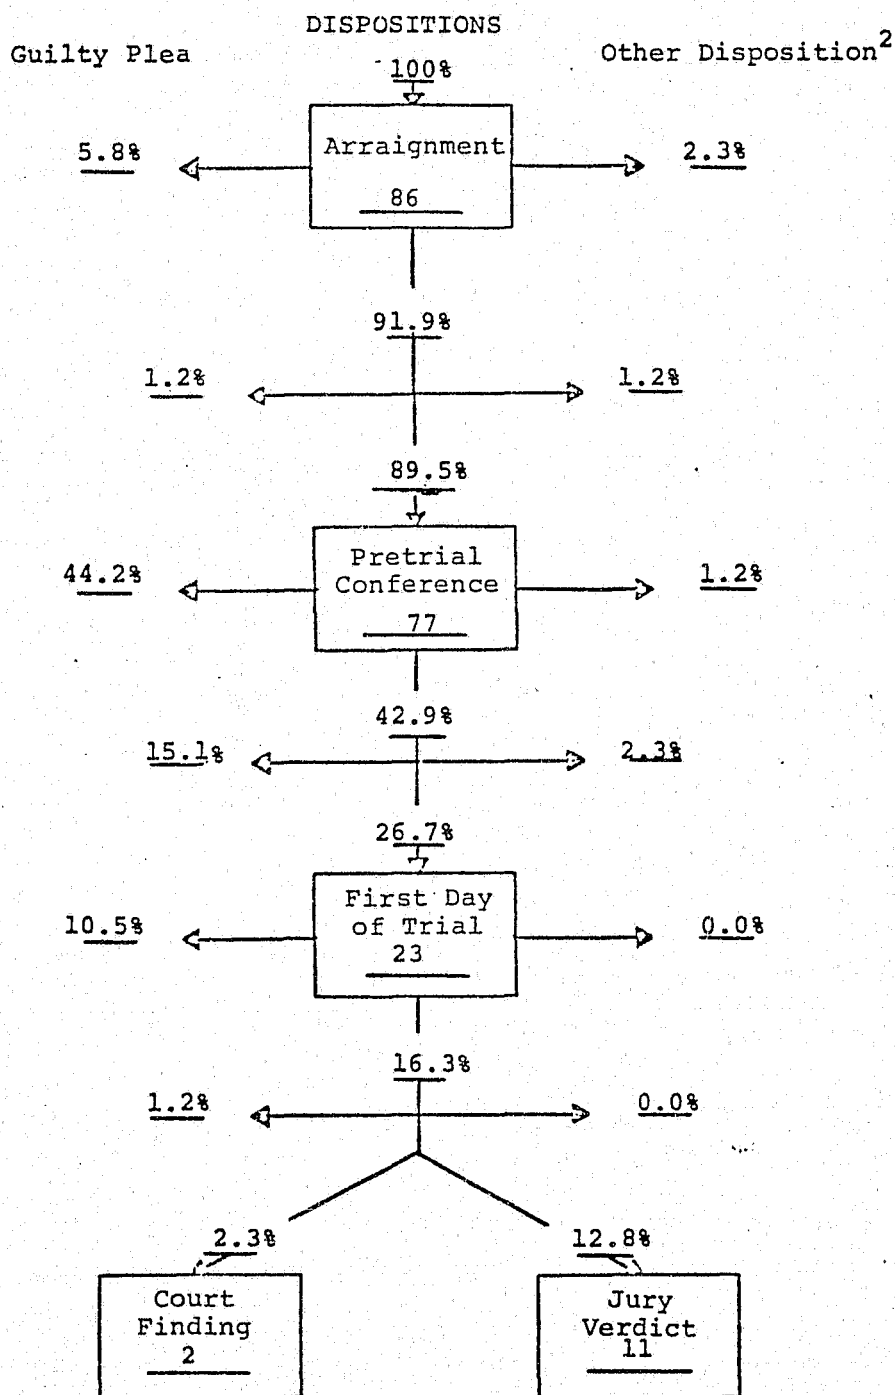 DISPOSITIONS
Guilty Plea
Other Disposition2
100%
Arraignment
86
5.8%
2.3%
91.9%
1.2%
1.2%
89.5%
Pretrial
Conference
77
44.2%
1.2%
42.9%
15.1%
2.3%
26.7%
First Day
of Trial
23
10.5%
0.0%
16.3%
1.2%
0.0%
2.3%
12.8%
Court
Finding
2
Jury
Verdict
11